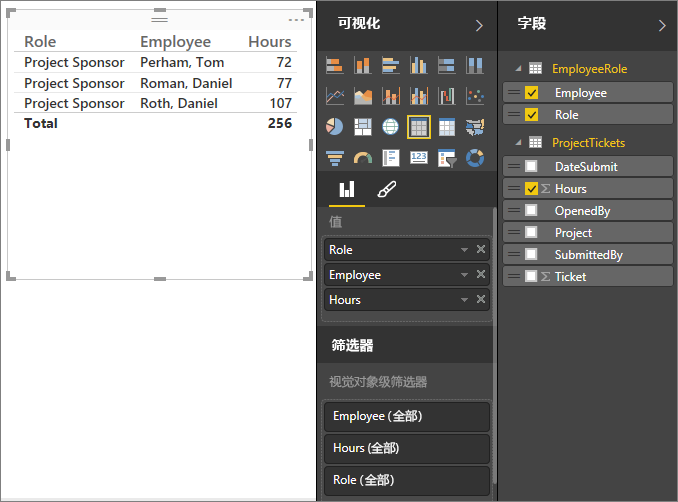 Role Employee Hours
Project Sponsor Perham, Tom 72
Project Sponsor Roman, Daniel 77
Project Sponsor Roth, Daniel 107
Total 256
可视化
123
值
Role
Employee
Hours
筛选器
视觉对象级筛选器
Employee (全部)
Hours (全部)
Role (全部)
字段
EmployeeRole
Employee
Role
ProjectTickets
DateSubmit
Σ Hours
OpenedBy
Project
SubmittedBy
Σ Ticket